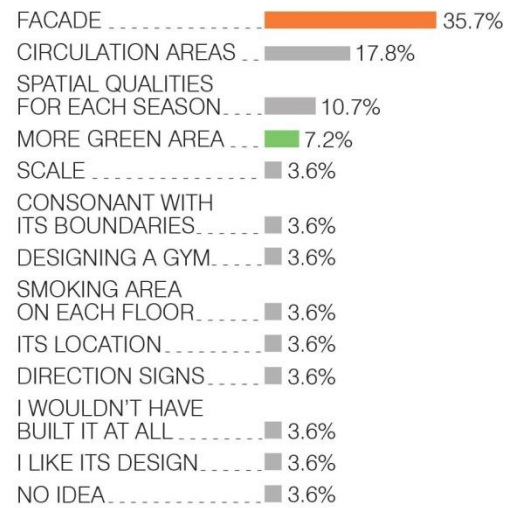 FACADE 35.7%
CIRCULATION AREAS 17.8%
SPATIAL QUALITIES
FOR EACH SEASON 10.7%
MORE GREEN AREA 7.2%
SCALE 3.6%
CONSONANT WITH
ITS BOUNDARIES 3.6%
DESIGNING A GYM 3.6%
SMOKING AREA
ON EACH FLOOR 3.6%
ITS LOCATION 3.6%
DIRECTION SIGNS 3.6%
I WOULDN'T HAVE
BUILT IT AT ALL 3.6%
I LIKE ITS DESIGN 3.6%
NO IDEA 3.6%